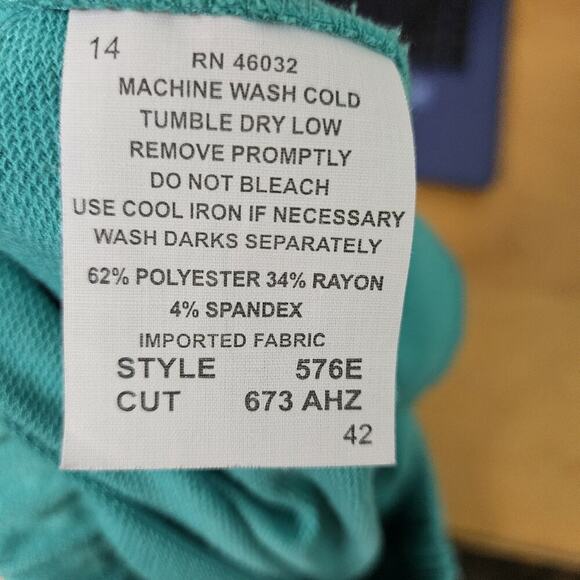 14
RN 46032
MACHINE WASH COLD
TUMBLE DRY LOW
REMOVE PROMPTLY
DO NOT BLEACH
USE COOL IRON IF NECESSARY
WASH DARKS SEPARATELY
62% POLYESTER 34% RAYON
4% SPANDEX
IMPORTED FABRIC
STYLE 576E
CUT 673 AHZ
42